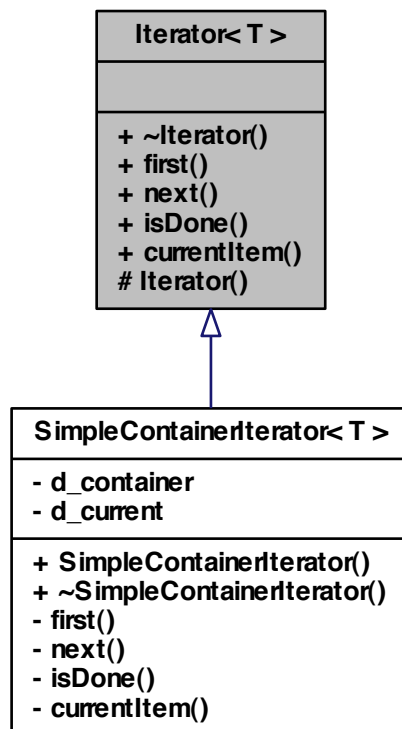 Iterator< T >
+ ~Iterator()
+ first()
+ next()
+ isDone()
+ currentItem()
# Iterator()
SimpleContainerIterator< T >
- d_container
- d_current
+ SimpleContainerIterator()
+ ~SimpleContainerIterator()
- first()
- next()
- isDone()
- currentItem()